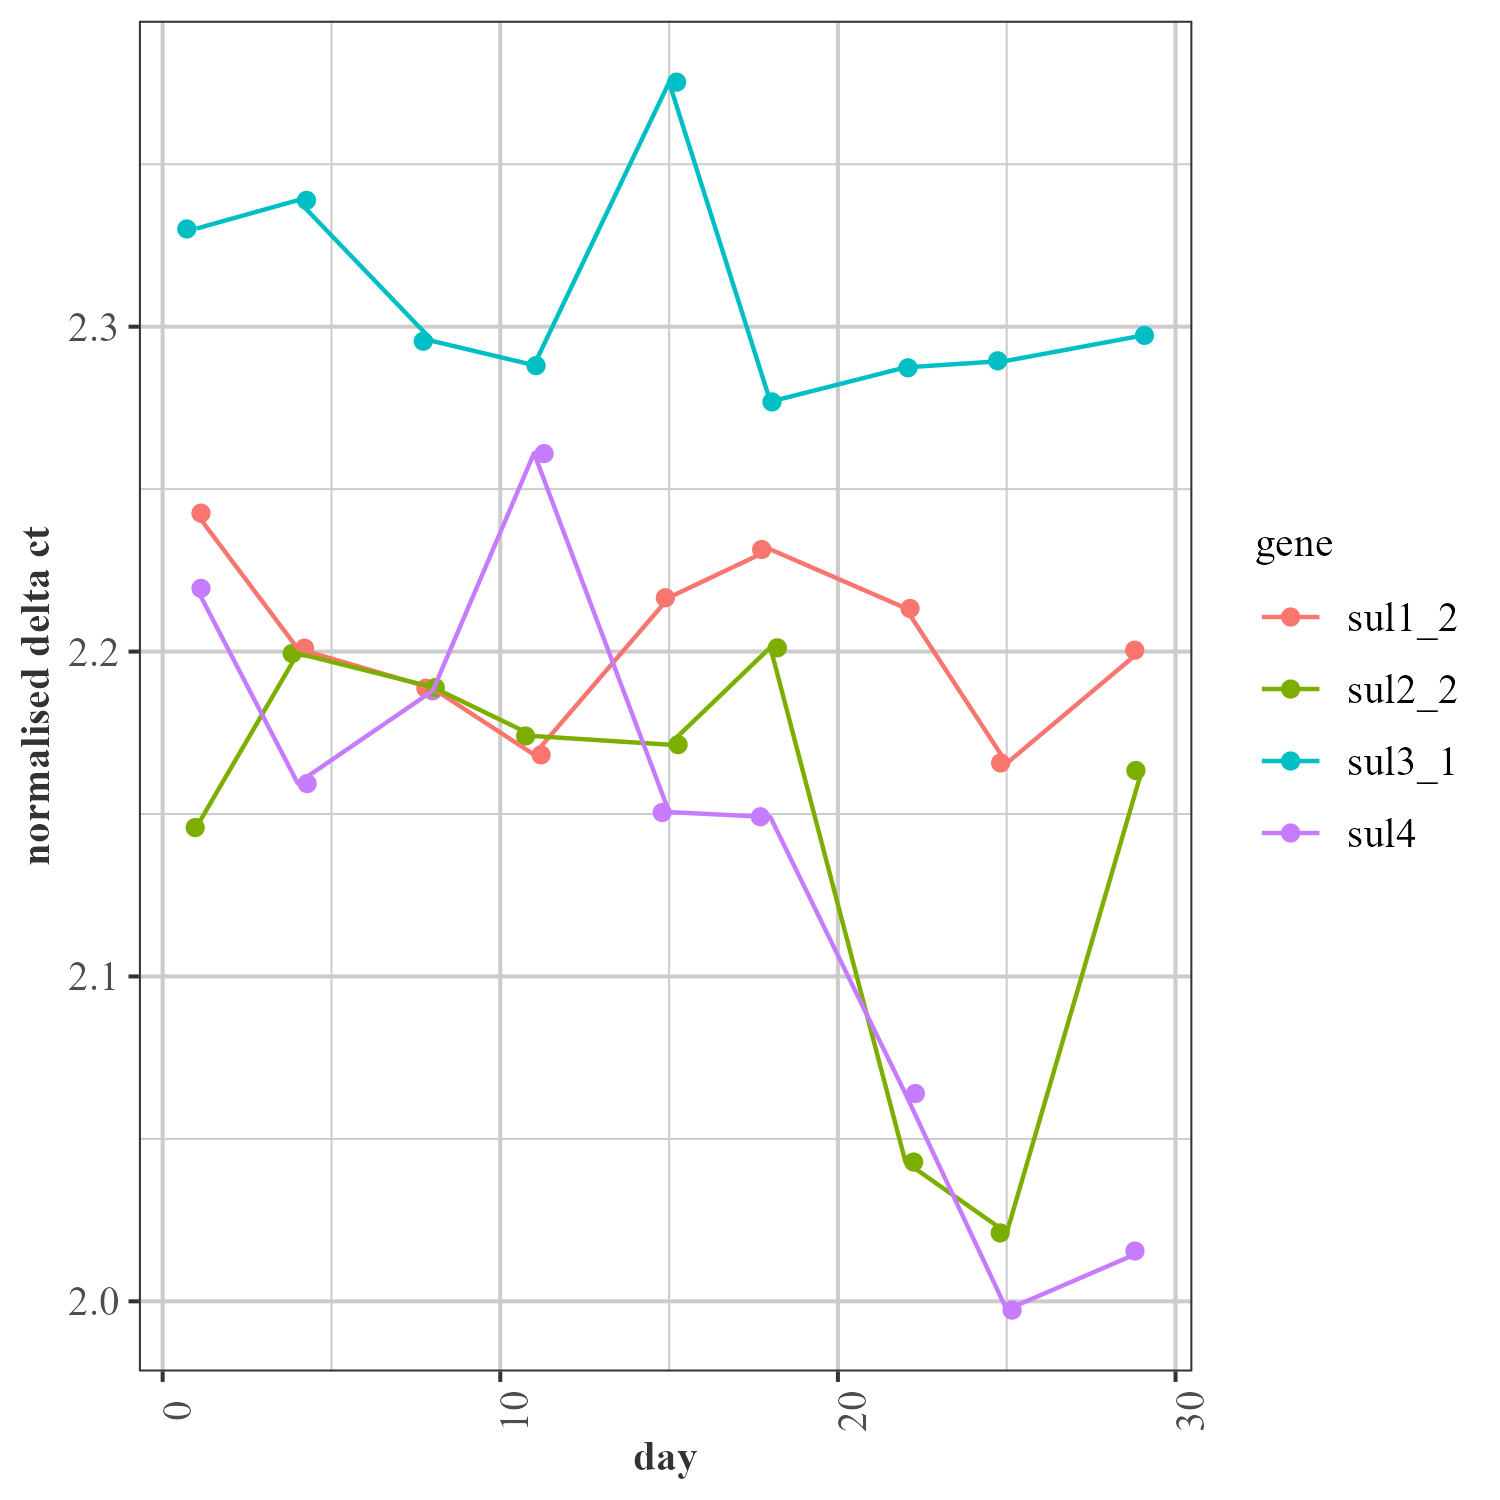 normalised delta ct
2.3
2.2
2.1
2.0
0
10
20
30
day
gene
sul1_2
sul2_2
sul3_1
sul4